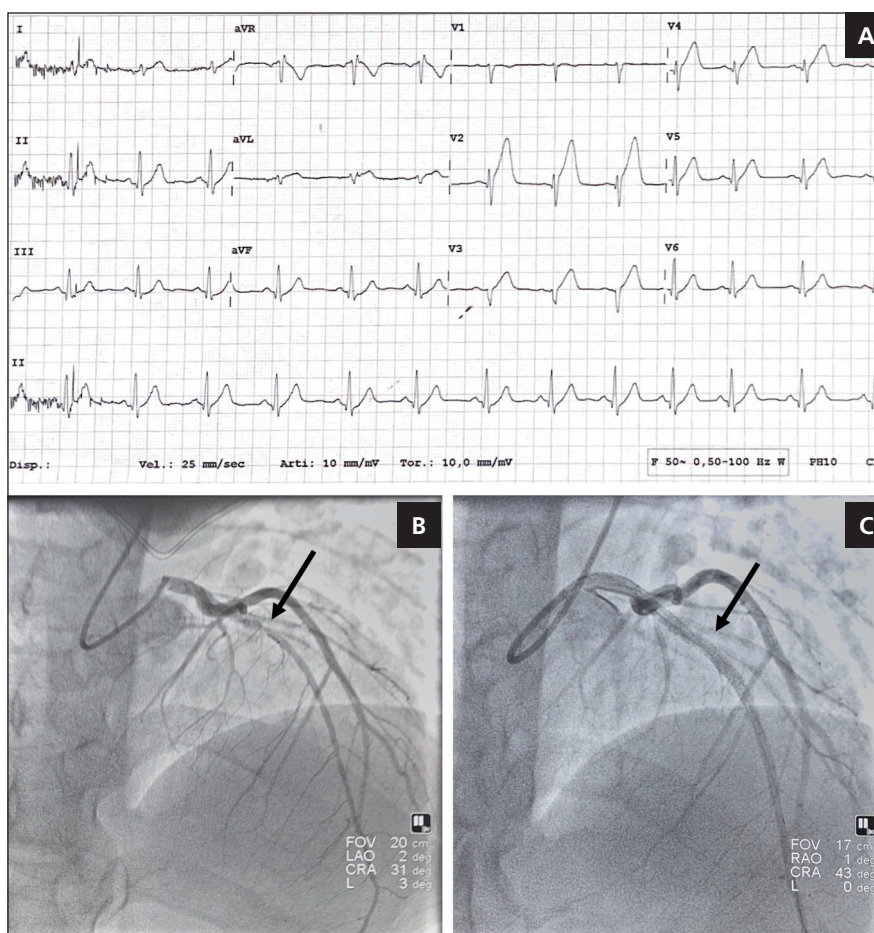 A
I aVR V1 V4
II aVL V2 V5
III aVF V3 V6
II
Disp.: Vel.: 25 mm/sec Arti: 10 mm/mV Tor.: 10,0 mm/mV F 50~ 0,50-100 Hz W PH10 C
B
FOV 20 cm
LAO 2 deg
CRA 31 deg
L 3 deg
C
FOV 17 cm
RAO 1 deg
CRA 43 deg
L 0 deg